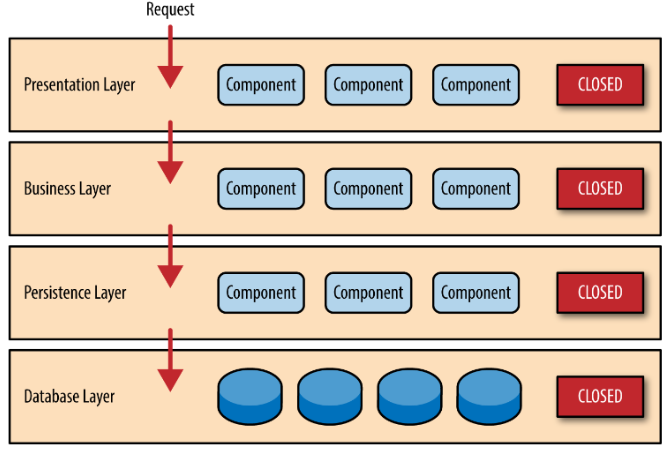 Request
Presentation Layer
Component
Component
Component
CLOSED
Business Layer
Component
Component
Component
CLOSED
Persistence Layer
Component
Component
Component
CLOSED
Database Layer
CLOSED